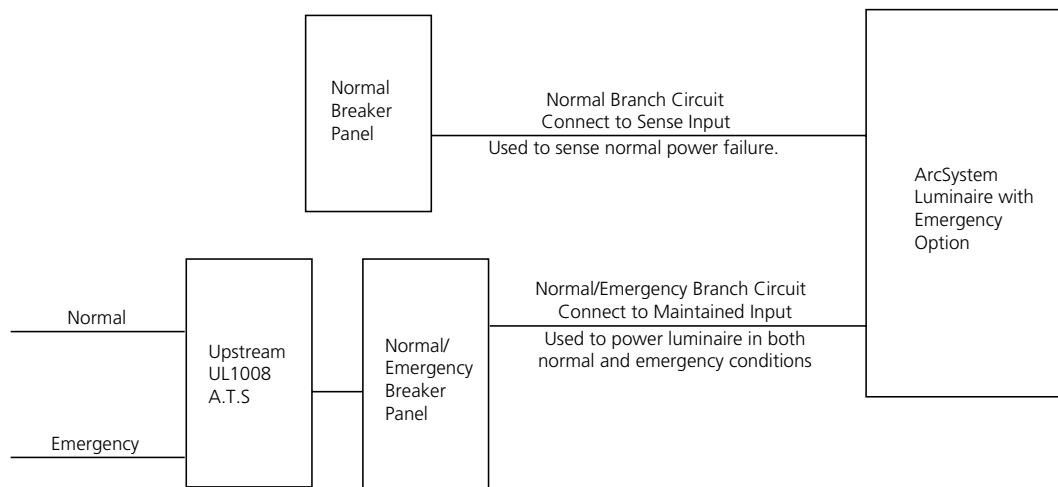 Normal
Breaker
Panel
Normal Branch Circuit
Connect to Sense Input
Used to sense normal power failure.
ArcSystem
Luminaire with
Emergency
Option
Normal
Emergency
Upstream
UL1008
A.T.S
Normal/
Emergency
Breaker
Panel
Normal/Emergency Branch Circuit
Connect to Maintained Input
Used to power luminaire in both
normal and emergency conditions